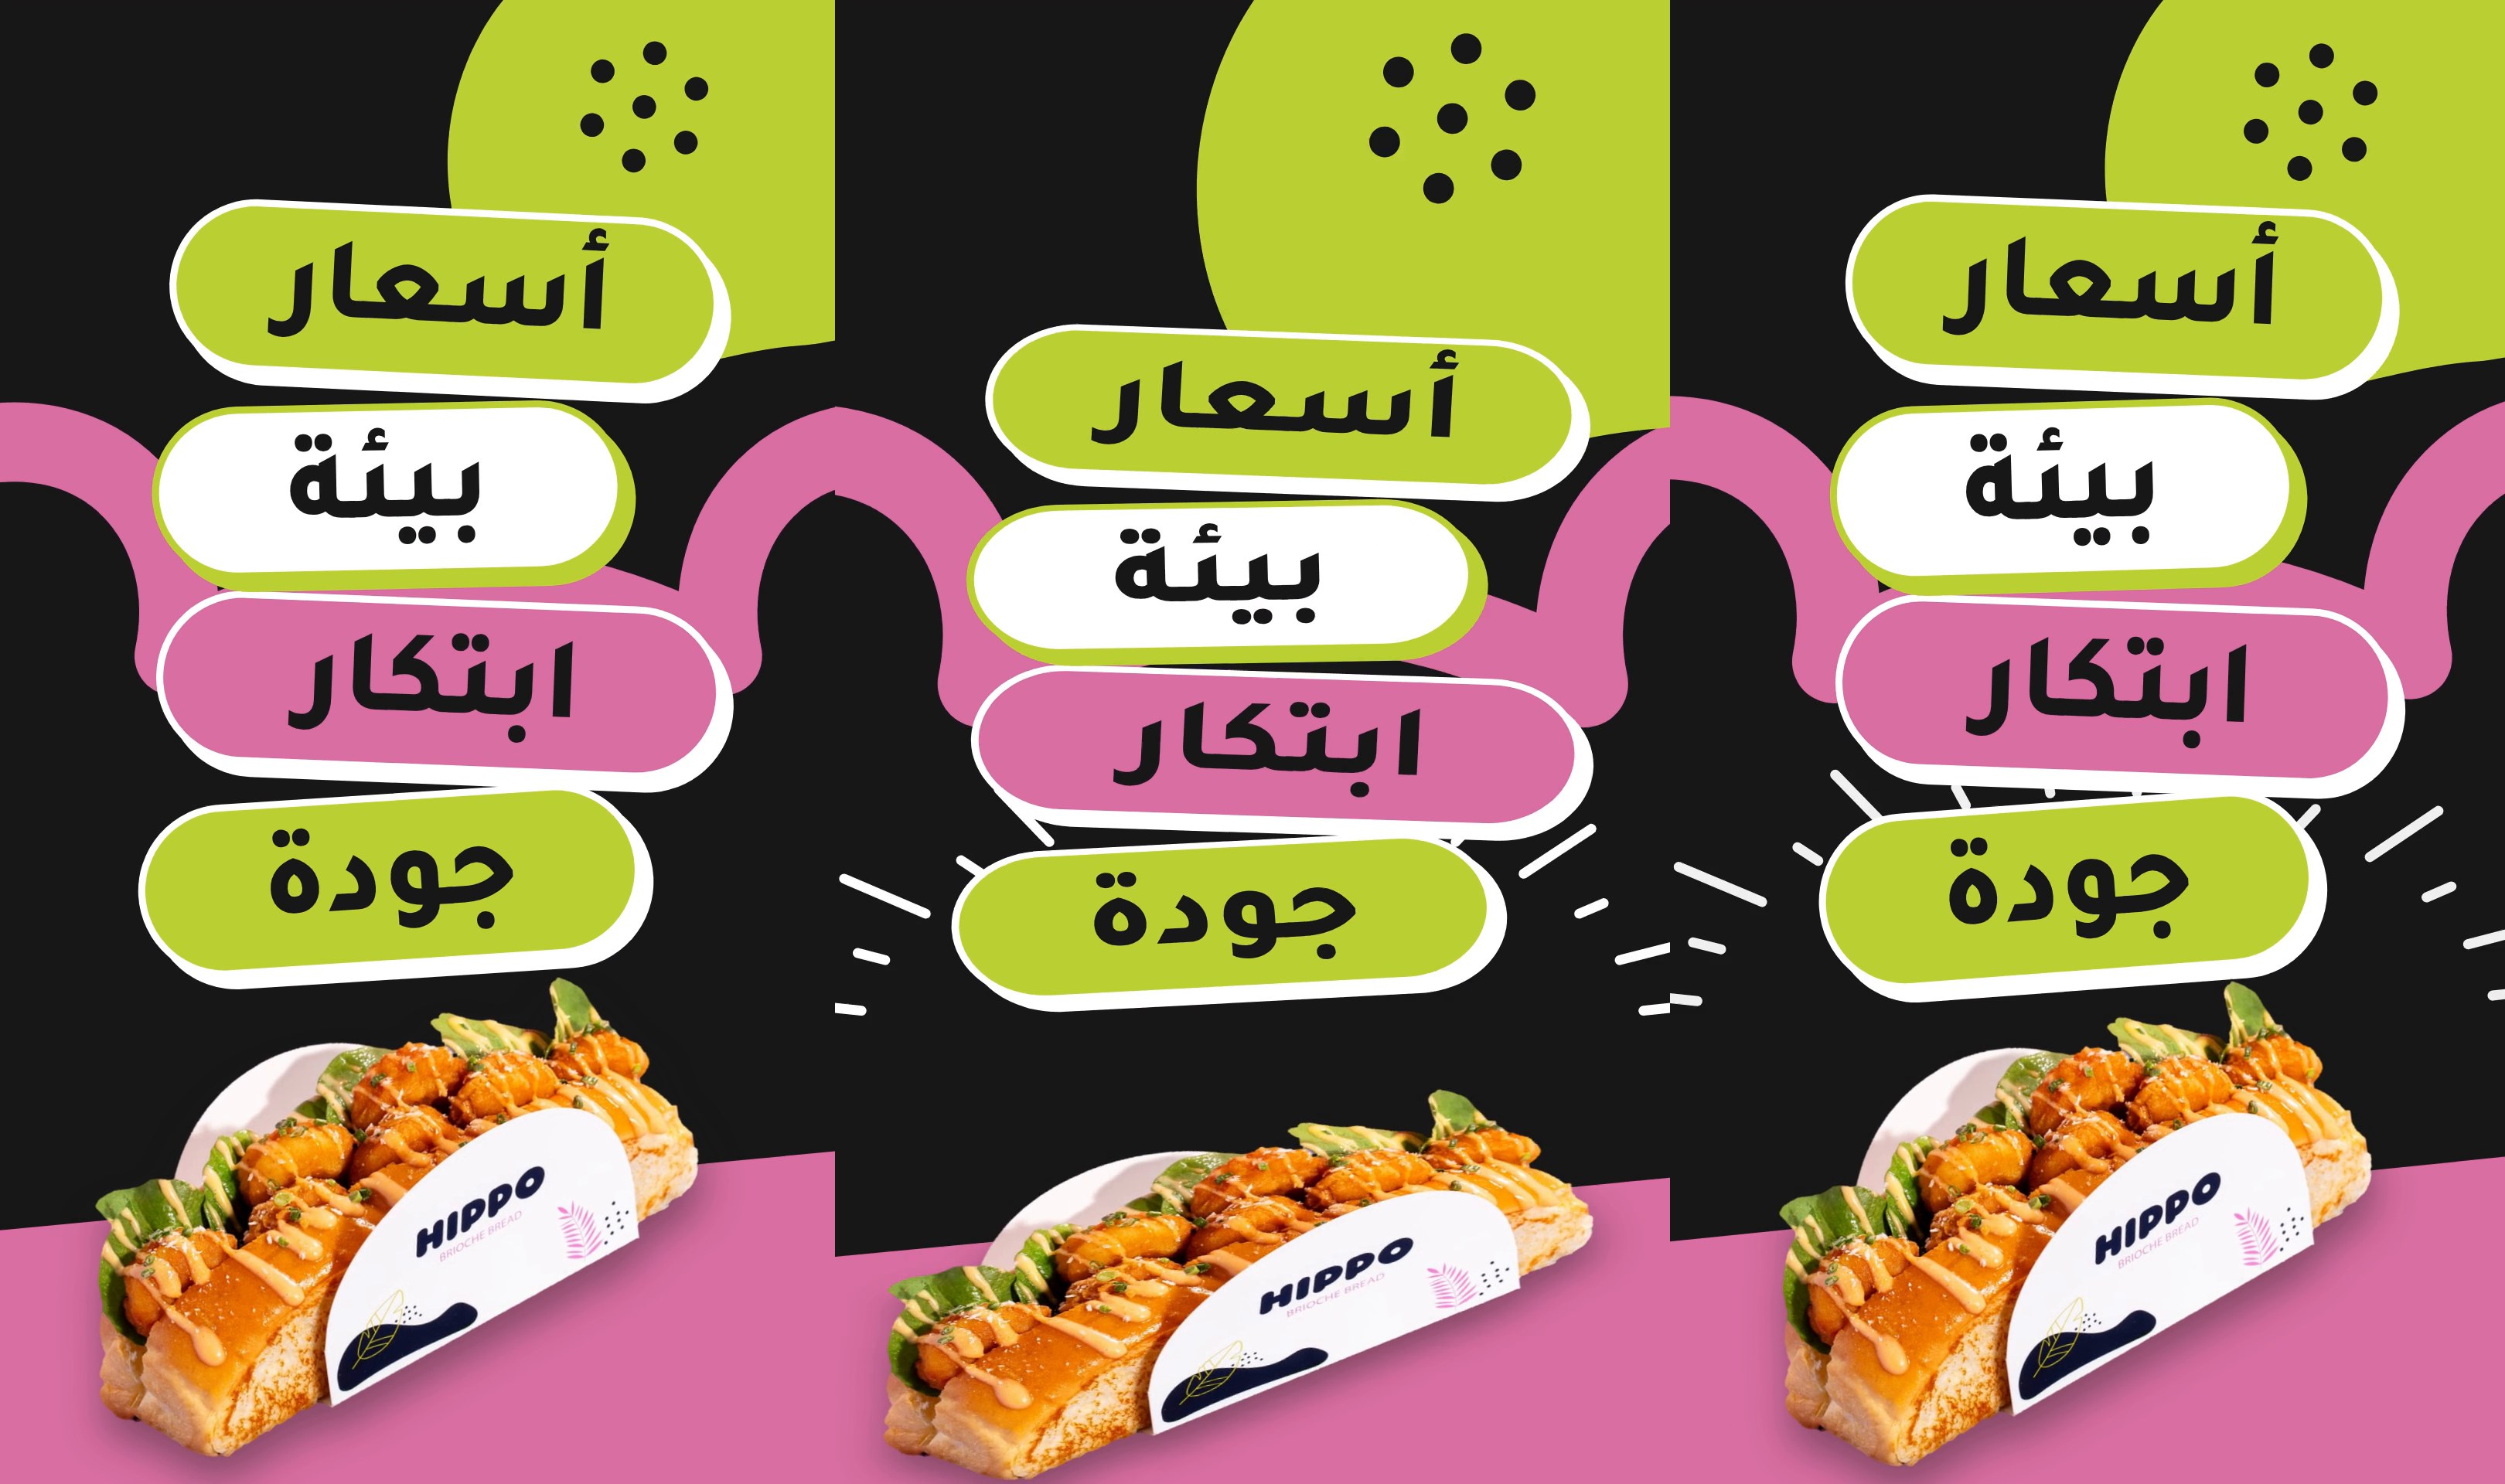 أسعار
بيئة
ابتكار
جودة
HIPPO
BRIOCHE BREAD
أسعار
بيئة
ابتكار
جودة
HIPPO
BRIOCHE BREAD
أسعار
بيئة
ابتكار
جودة
HIPPO
BRIOCHE BREAD